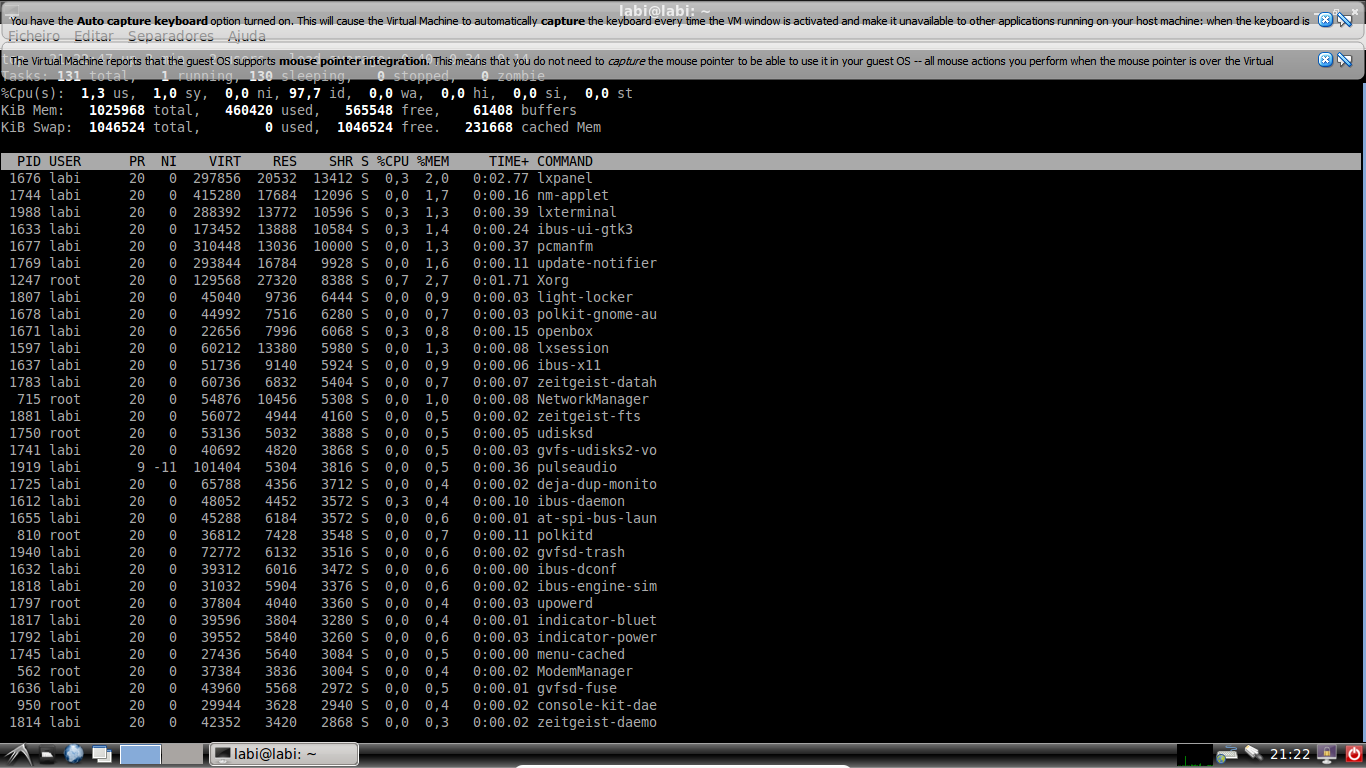 labi@labi: ~
You have the Auto capture keyboard option turned on. This will cause the Virtual Machine to automatically capture the keyboard every time the VM window is activated and make it unavailable to other applications running on your host machine: when the keyboard is
Ficheiro Editar Separadores Ajuda
The Virtual Machine reports that the guest OS supports mouse pointer integration. This means that you do not need to capture the mouse pointer to be able to use it in your guest OS -- all mouse actions you perform when the mouse pointer is over the Virtual
Tasks: 131 total, 1 running, 130 sleeping, 0 stopped, 0 zombie
%Cpu(s): 1,3 us, 1,0 sy, 0,0 ni, 97,7 id, 0,0 wa, 0,0 hi, 0,0 si, 0,0 st
KiB Mem: 1025968 total, 460420 used, 565548 free, 61408 buffers
KiB Swap: 1046524 total, 0 used, 1046524 free. 231668 cached Mem
PID USER PR NI VIRT RES SHR S %CPU %MEM TIME+ COMMAND
1676 labi 20 0 297856 20532 13412 S 0,3 2,0 0:02.77 lxpanel
1744 labi 20 0 415280 17684 12096 S 0,0 1,7 0:00.16 nm-applet
1988 labi 20 0 288392 13772 10596 S 0,3 1,3 0:00.39 lxterminal
1633 labi 20 0 173452 13888 10584 S 0,3 1,4 0:00.24 ibus-ui-gtk3
1677 labi 20 0 310448 13036 10000 S 0,0 1,3 0:00.37 pcmanfm
1769 labi 20 0 293844 16784 9928 S 0,0 1,6 0:00.11 update-notifier
1247 root 20 0 129568 27320 8388 S 0,7 2,7 0:01.71 Xorg
1807 labi 20 0 45040 9736 6444 S 0,0 0,9 0:00.03 light-locker
1678 labi 20 0 44992 7516 6280 S 0,0 0,7 0:00.03 polkit-gnome-au
1671 labi 20 0 22656 7996 6068 S 0,3 0,8 0:00.15 openbox
1597 labi 20 0 60212 13380 5980 S 0,0 1,3 0:00.08 lxsession
1637 labi 20 0 51736 9140 5924 S 0,0 0,9 0:00.06 ibus-x11
1783 labi 20 0 60736 6832 5404 S 0,0 0,7 0:00.07 zeitgeist-datah
715 root 20 0 54876 10456 5308 S 0,0 1,0 0:00.08 NetworkManager
1881 labi 20 0 56072 4944 4160 S 0,0 0,5 0:00.02 zeitgeist-fts
1750 root 20 0 53136 5032 3888 S 0,0 0,5 0:00.05 udisksd
1741 labi 20 0 40692 4820 3868 S 0,0 0,5 0:00.03 gvfs-udisks2-vo
1919 labi 9 -11 101404 5304 3816 S 0,0 0,5 0:00.36 pulseaudio
1725 labi 20 0 65788 4356 3712 S 0,0 0,4 0:00.02 deja-dup-monito
1612 labi 20 0 48052 4452 3572 S 0,3 0,4 0:00.10 ibus-daemon
1655 labi 20 0 45288 6184 3572 S 0,0 0,6 0:00.01 at-spi-bus-laun
810 root 20 0 36812 7428 3548 S 0,0 0,7 0:00.11 polkitd
1940 labi 20 0 72772 6132 3516 S 0,0 0,6 0:00.02 gvfsd-trash
1632 labi 20 0 39312 6016 3472 S 0,0 0,6 0:00.00 ibus-dconf
1818 labi 20 0 31032 5904 3376 S 0,0 0,6 0:00.02 ibus-engine-sim
1797 root 20 0 37804 4040 3360 S 0,0 0,4 0:00.03 upowerd
1817 labi 20 0 39596 3804 3280 S 0,0 0,4 0:00.01 indicator-bluet
1792 labi 20 0 39552 5840 3260 S 0,0 0,6 0:00.03 indicator-power
1745 labi 20 0 27436 5640 3084 S 0,0 0,5 0:00.00 menu-cached
562 root 20 0 37384 3836 3004 S 0,0 0,4 0:00.02 ModemManager
1636 labi 20 0 43960 5568 2972 S 0,0 0,5 0:00.01 gvfsd-fuse
950 root 20 0 29944 3628 2940 S 0,0 0,4 0:00.02 console-kit-dae
1814 labi 20 0 42352 3420 2868 S 0,0 0,3 0:00.02 zeitgeist-daemo
labi@labi: ~ 21:22